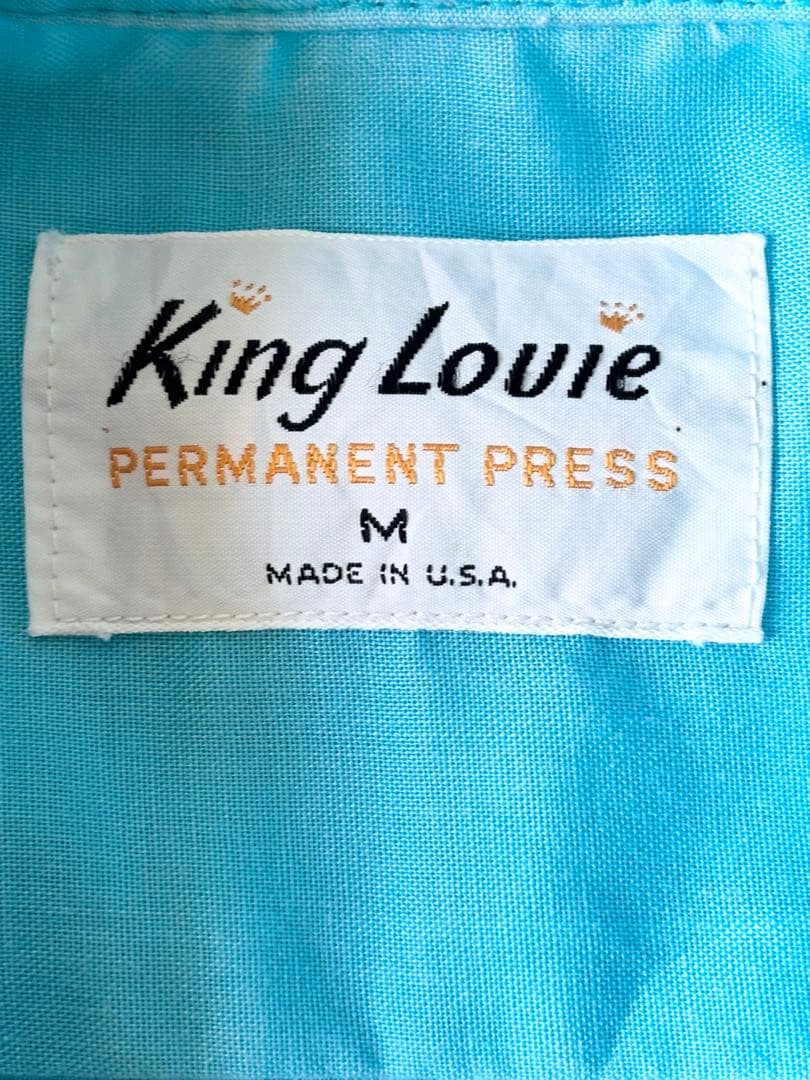 King Louie
PERMANENT PRESS
M
MADE IN U.S.A.